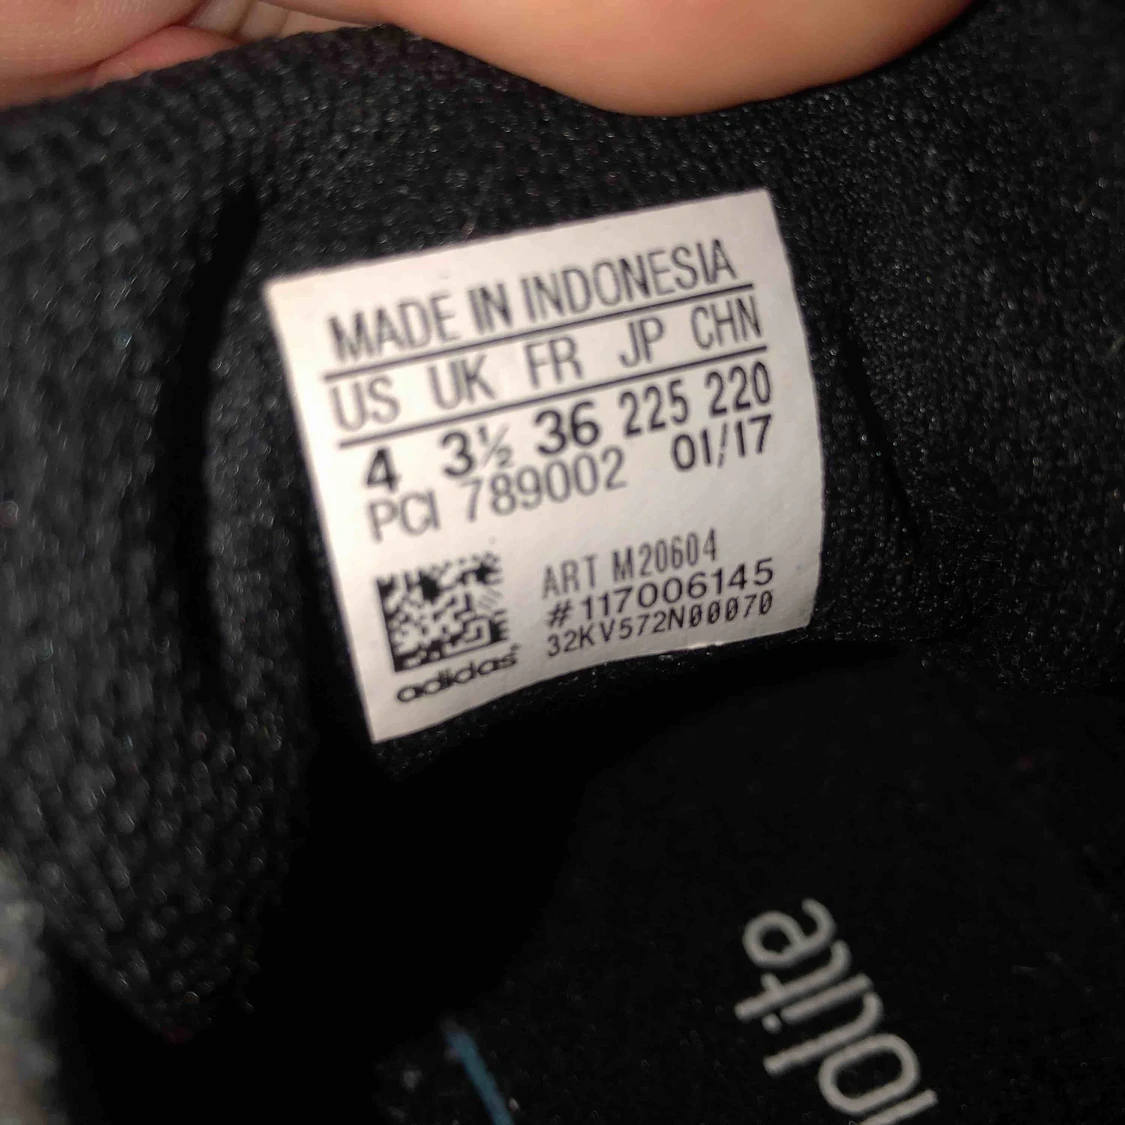 MADE IN INDONESIA
US UK FR JP CHN
4 3½ 36 225 220
PCI 789002 01/17
ART M20604
#117006145
32KV572N00070
adidas